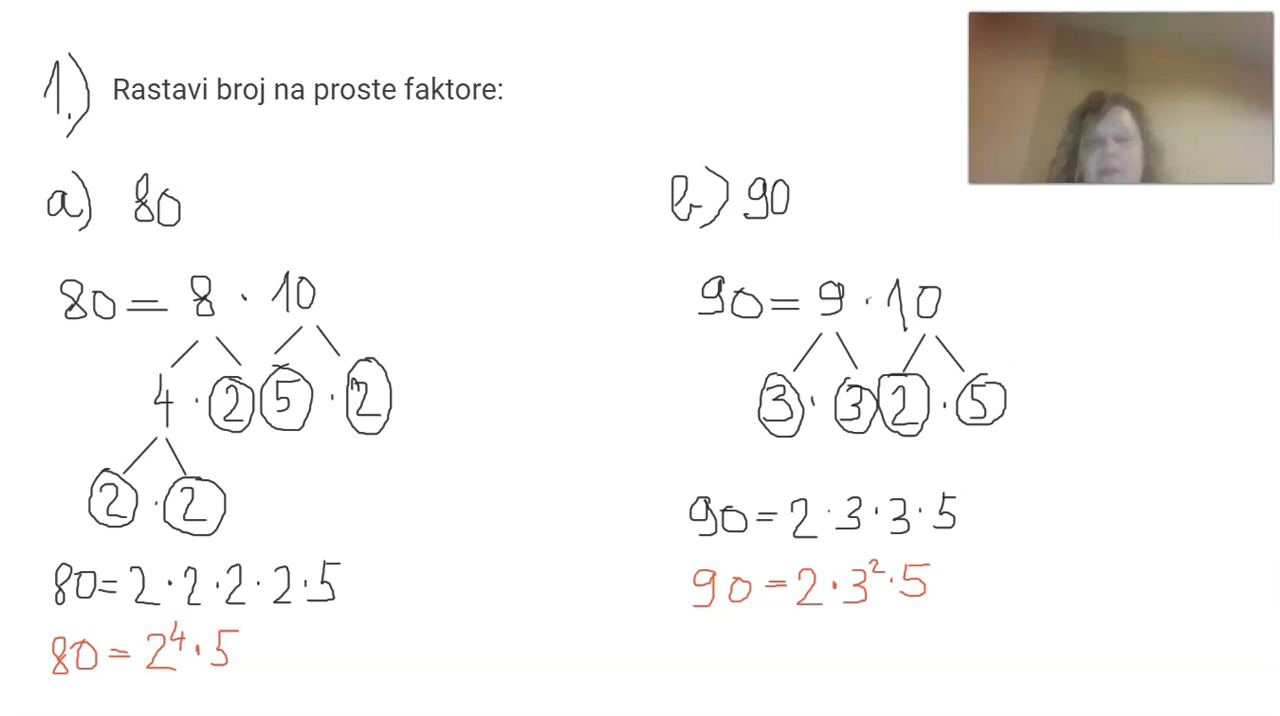 1.) Rastavi broj na proste faktore:
a) 80
80 = 8 · 10
4 · 2 5 · 2
2 · 2
80 = 2 · 2 · 2 · 2 · 5
80 = 2⁴ · 5
b) 90
90 = 9 · 10
3 · 3 2 · 5
90 = 2 · 3 · 3 · 5
90 = 2 · 3² · 5